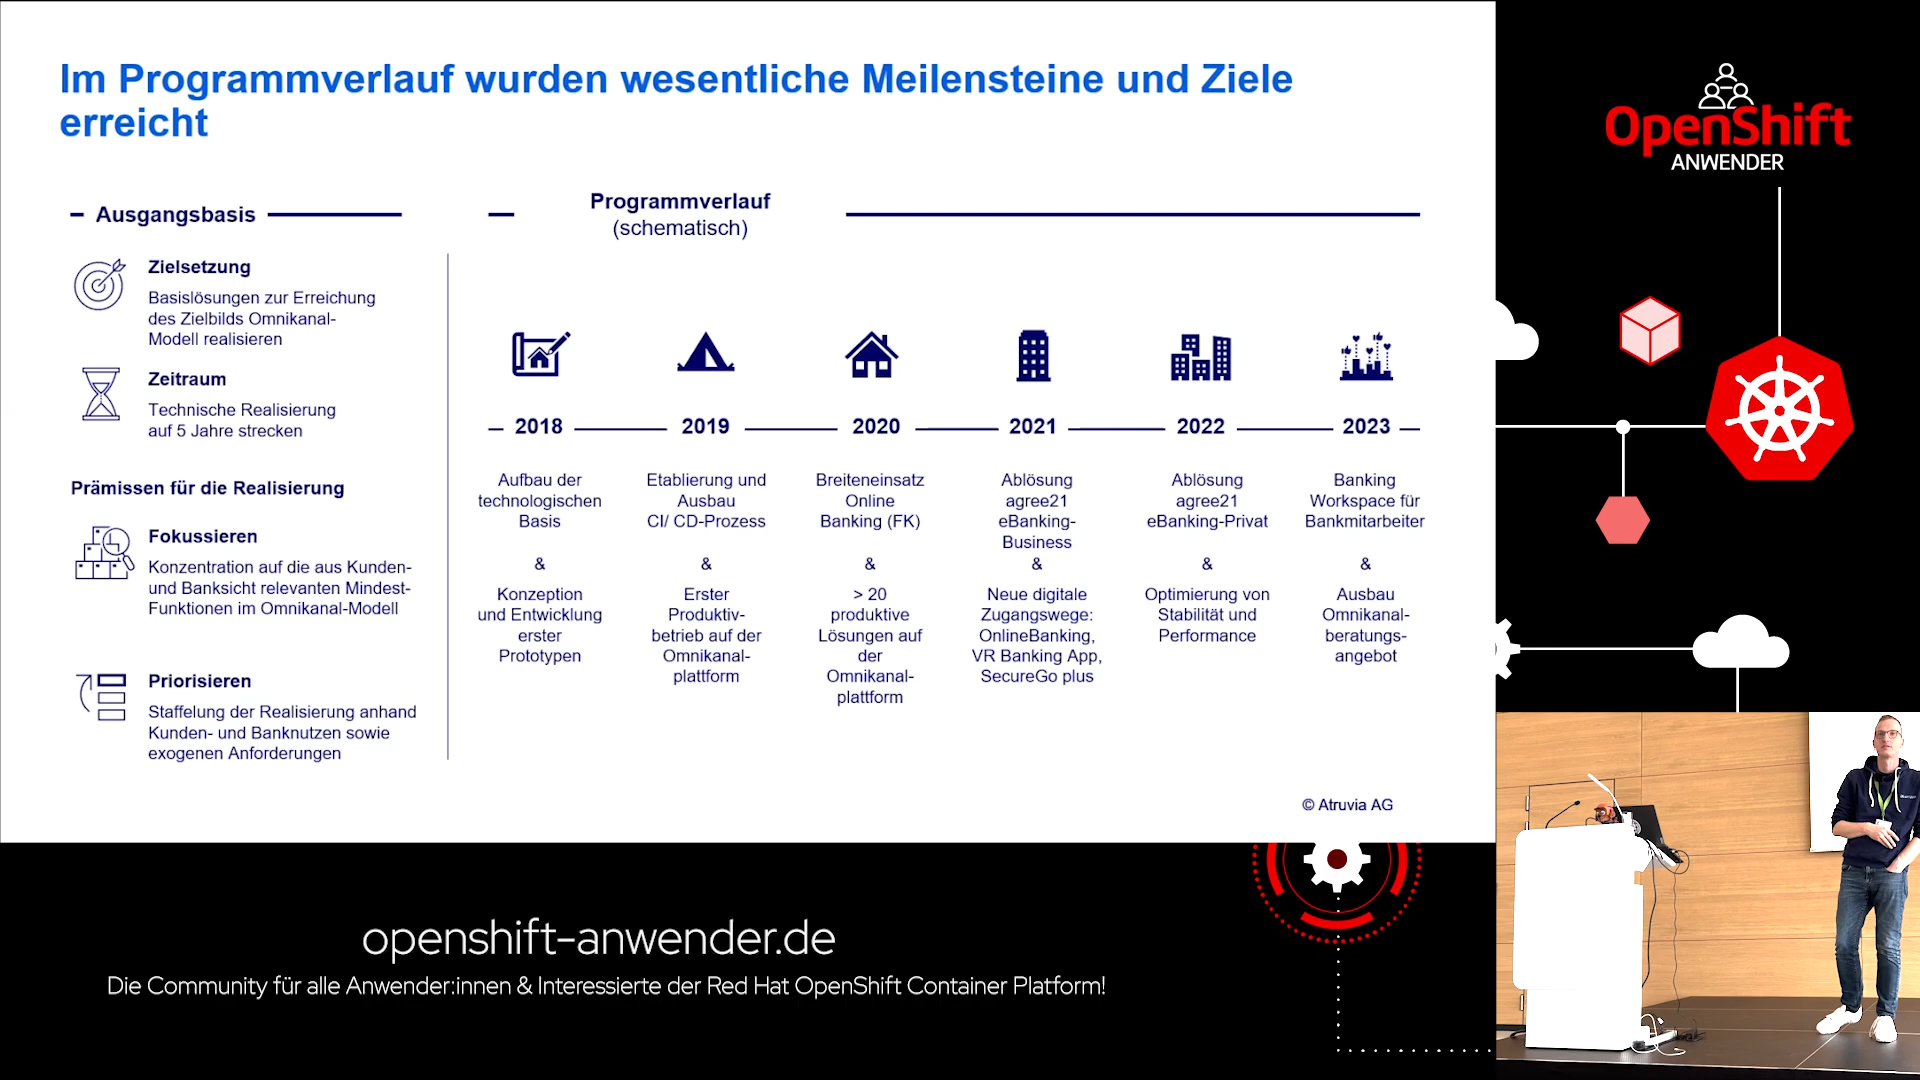 Im Programmverlauf wurden wesentliche Meilensteine und Ziele
erreicht
Ausgangsbasis
Zielsetzung
Basislösungen zur Erreichung
des Zielbilds Omnikanal-
Modell realisieren
Zeitraum
Technische Realisierung
auf 5 Jahre strecken
Prämissen für die Realisierung
Fokussieren
Konzentration auf die aus Kunden-
und Banksicht relevanten Mindest-
Funktionen im Omnikanal-Modell
Priorisieren
Staffelung der Realisierung anhand
Kunden- und Banknutzen sowie
exogenen Anforderungen
Programmverlauf
(schematisch)
2018
Aufbau der
technologischen
Basis
&
Konzeption
und Entwicklung
erster
Prototypen
2019
Etablierung und
Ausbau
CI/ CD-Prozess
&
Erster
Produktiv-
betrieb auf der
Omnikanal-
plattform
2020
Breiteneinsatz
Online
Banking (FK)
&
> 20
produktive
Lösungen auf
der
Omnikanal-
plattform
2021
Ablösung
agree21
eBanking-
Business
&
Neue digitale
Zugangswege:
OnlineBanking,
VR Banking App,
SecureGo plus
2022
Ablösung
agree21
eBanking-Privat
&
Optimierung von
Stabilität und
Performance
2023
Banking
Workspace für
Bankmitarbeiter
&
Ausbau
Omnikanal-
beratungs-
angebot
© Atruvia AG
OpenShift
ANWENDER
openshift-anwender.de
Die Community für alle Anwender:innen & Interessierte der Red Hat OpenShift Container Platform!